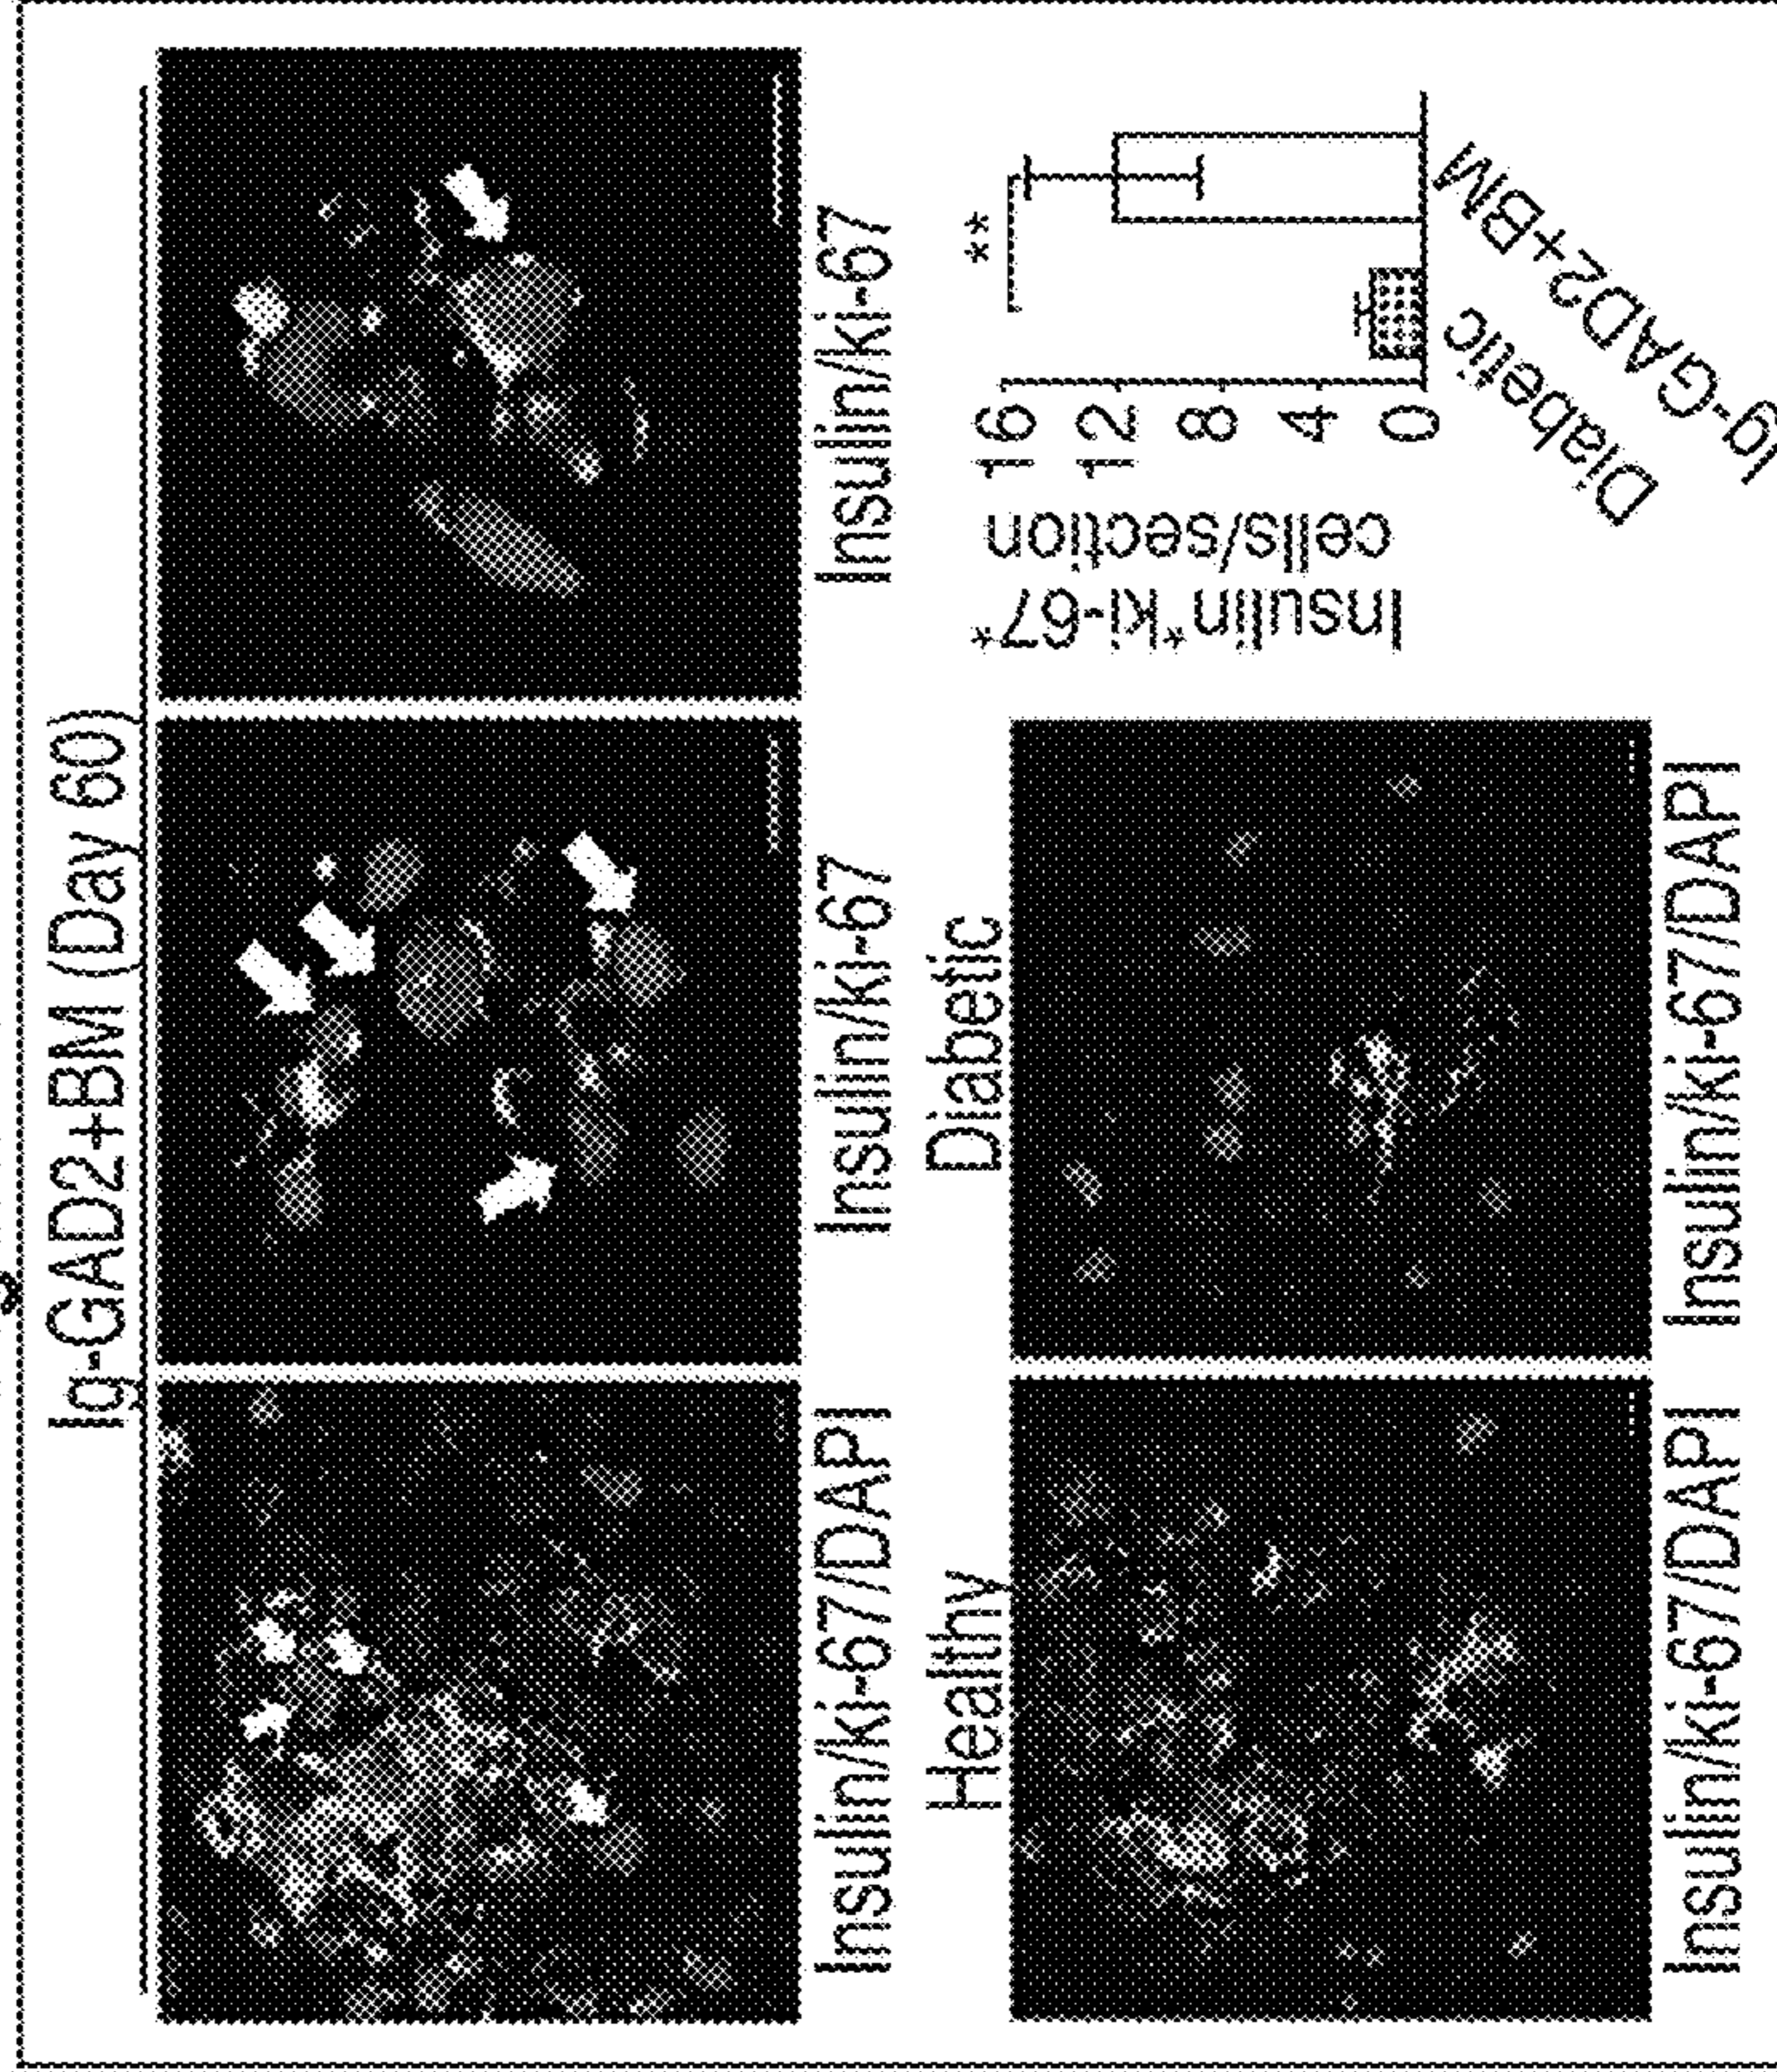 Ig-GAD2+BM (Day 60)
Insulin/ki-67/DAPI
Insulin/ki-67
Insulin/ki-67
Healthy
Diabetic
Insulin/ki-67/DAPI
Insulin/ki-67/DAPI
Insulin*ki-67*
cells/section
16
12
8
4
0
**
Diabetic
Ig-GAD2+BM